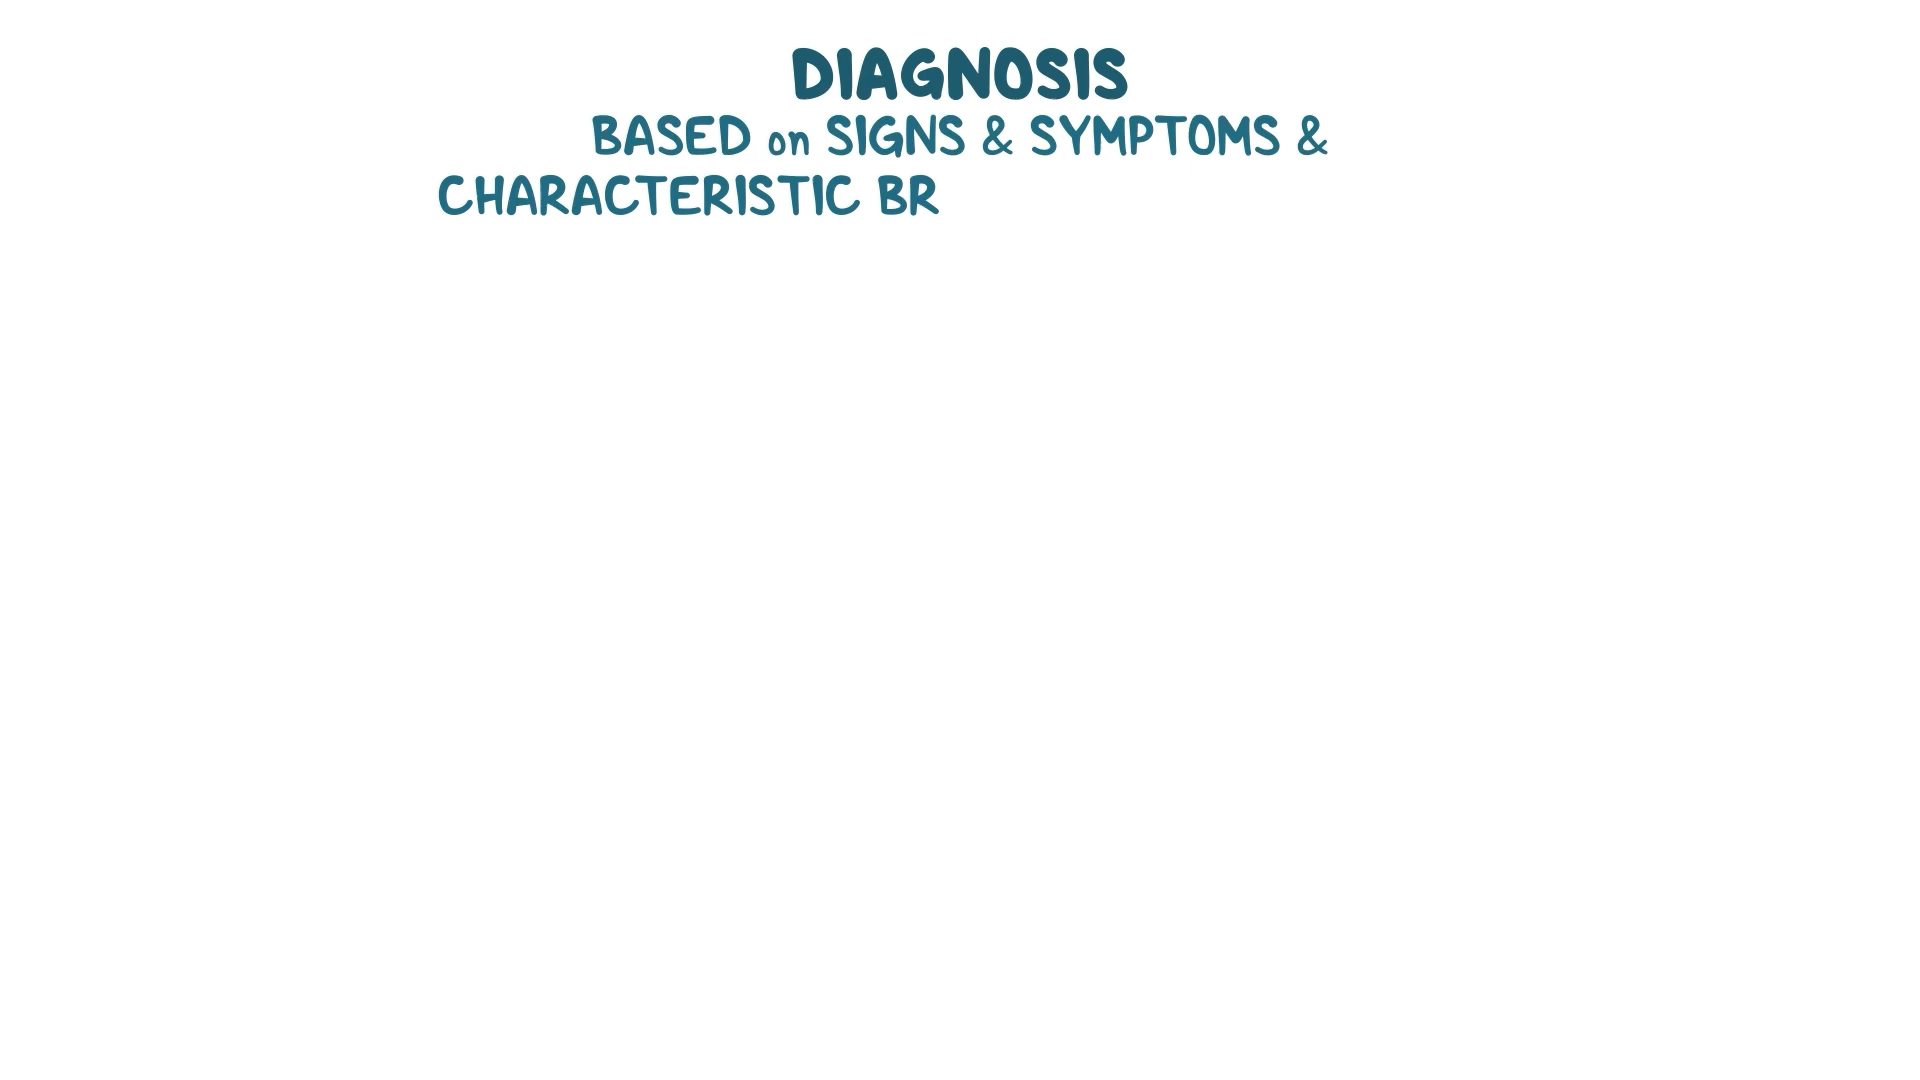 DIAGNOSIS
BASED on SIGNS & SYMPTOMS &
CHARACTERISTIC BR